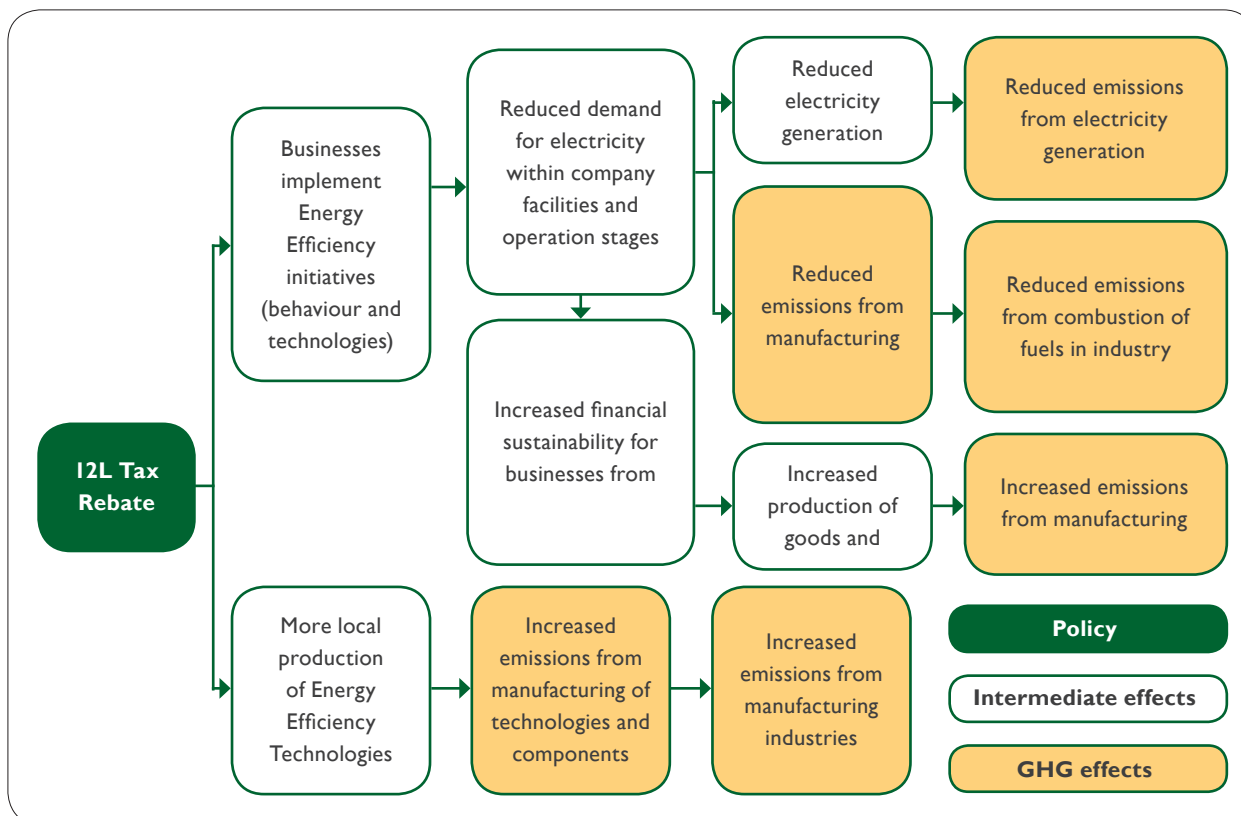 12L Tax
Rebate
Businesses
implement
Energy
Efficiency
initiatives
(behaviour and
technologies)
Reduced demand
for electricity
within company
facilities and
operation stages
Reduced
electricity
generation
Reduced emissions
from electricity
generation
Reduced
emissions from
manufacturing
Reduced emissions
from combustion of
fuels in industry
Increased financial
sustainability for
businesses from
Increased
production of
goods and
Increased emissions
from manufacturing
More local
production
of Energy
Efficiency
Technologies
Increased
emissions from
manufacturing of
technologies and
components
Increased
emissions from
manufacturing
industries
Policy
Intermediate effects
GHG effects